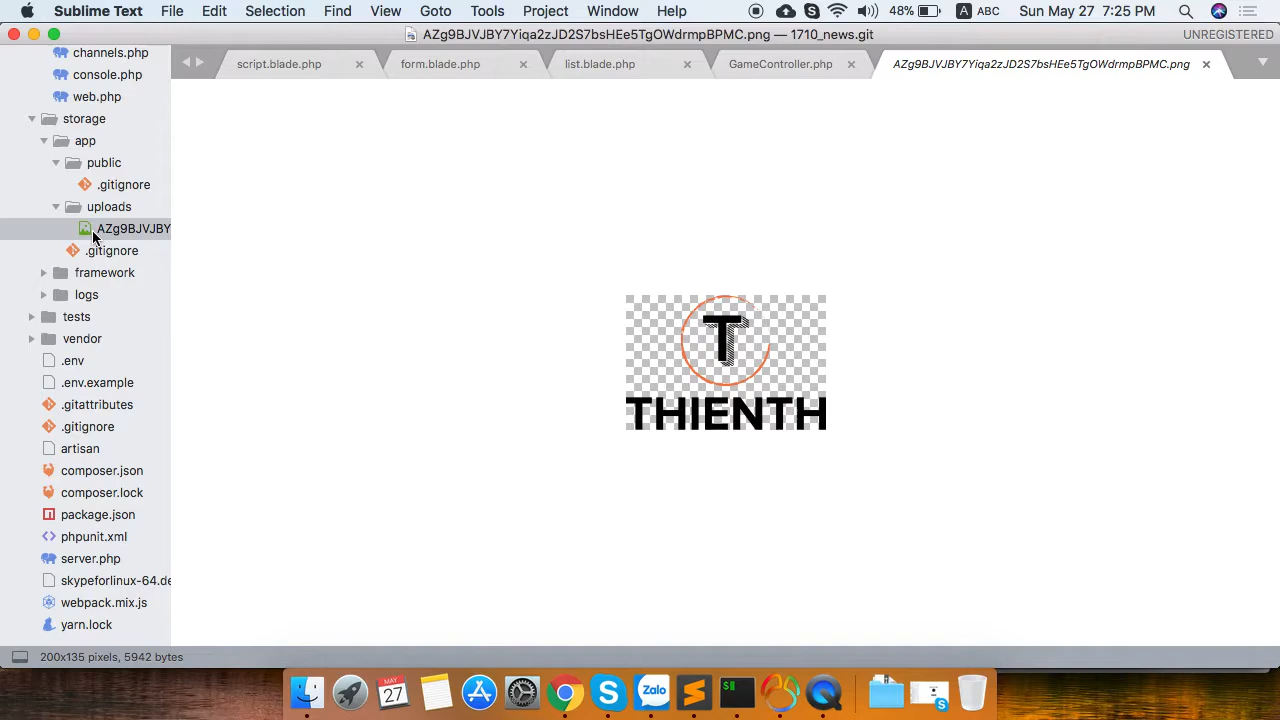 Sublime Text File Edit Selection Find View Goto Tools Project Window Help 48% A ABC Sun May 27 7:25 PM
AZg9BJVJBY7Yiqa2zJD2S7bsHEe5TgOWdrmpBPMC.png — 1710_news.git UNREGISTERED
script.blade.php form.blade.php list.blade.php GameController.php AZg9BJVJBY7Yiqa2zJD2S7bsHEe5TgOWdrmpBPMC.png
channels.php
console.php
web.php
storage
app
public
.gitignore
uploads
AZg9BJVJBY
.gitignore
framework
logs
tests
vendor
.env
.env.example
.gitattributes
.gitignore
artisan
composer.json
composer.lock
package.json
phpunit.xml
server.php
skypeforlinux-64.de
webpack.mix.js
yarn.lock
T
THIENTH
200x135 pixels, 5942 bytes
MAY
27
Zalo